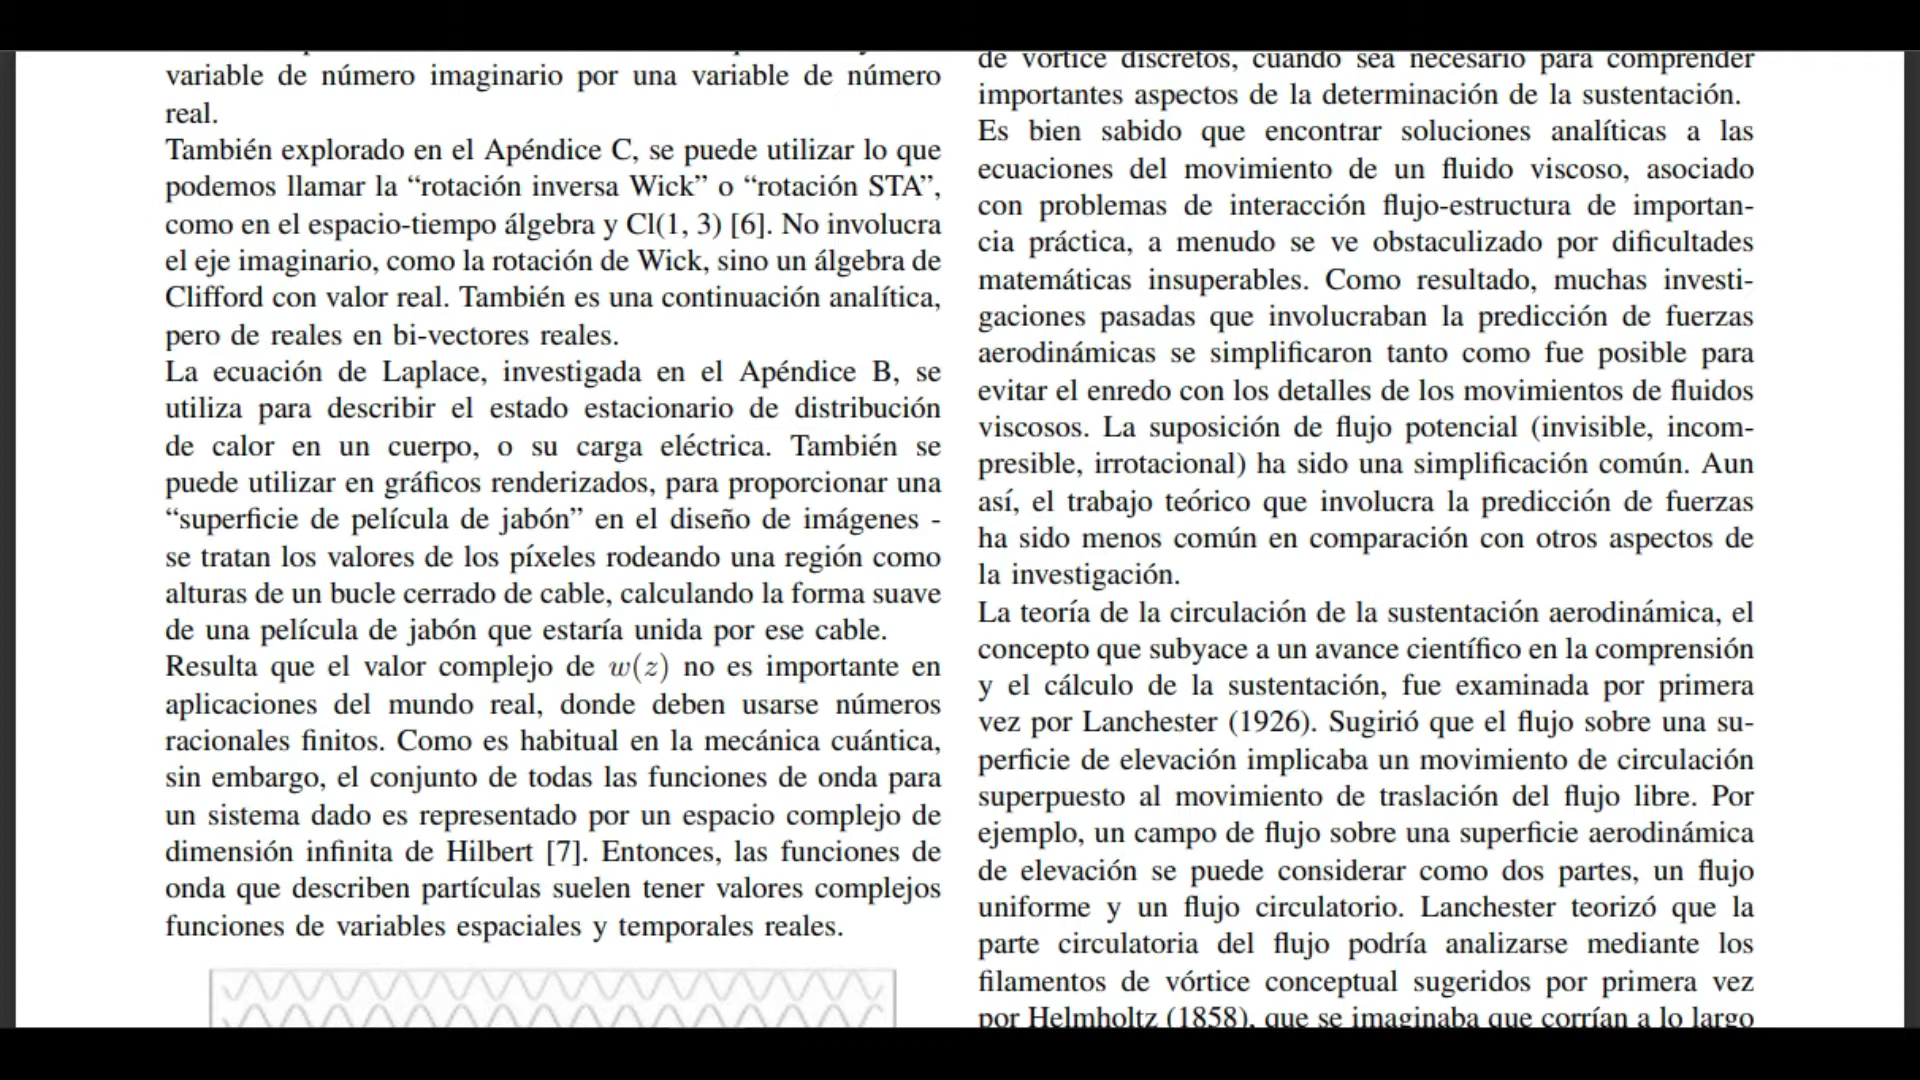 variable de número imaginario por una variable de número
real.
También explorado en el Apéndice C, se puede utilizar lo que
podemos llamar la “rotación inversa Wick” o “rotación STA”,
como en el espacio-tiempo álgebra y Cl(1, 3) [6]. No involucra
el eje imaginario, como la rotación de Wick, sino un álgebra de
Clifford con valor real. También es una continuación analítica,
pero de reales en bi-vectores reales.
La ecuación de Laplace, investigada en el Apéndice B, se
utiliza para describir el estado estacionario de distribución
de calor en un cuerpo, o su carga eléctrica. También se
puede utilizar en gráficos renderizados, para proporcionar una
“superficie de película de jabón” en el diseño de imágenes -
se tratan los valores de los píxeles rodeando una región como
alturas de un bucle cerrado de cable, calculando la forma suave
de una película de jabón que estaría unida por ese cable.
Resulta que el valor complejo de w(z) no es importante en
aplicaciones del mundo real, donde deben usarse números
racionales finitos. Como es habitual en la mecánica cuántica,
sin embargo, el conjunto de todas las funciones de onda para
un sistema dado es representado por un espacio complejo de
dimensión infinita de Hilbert [7]. Entonces, las funciones de
onda que describen partículas suelen tener valores complejos
funciones de variables espaciales y temporales reales.
de vórtice discretos, cuando sea necesario para comprender
importantes aspectos de la determinación de la sustentación.
Es bien sabido que encontrar soluciones analíticas a las
ecuaciones del movimiento de un fluido viscoso, asociado
con problemas de interacción flujo-estructura de importan-
cia práctica, a menudo se ve obstaculizado por dificultades
matemáticas insuperables. Como resultado, muchas investi-
gaciones pasadas que involucraban la predicción de fuerzas
aerodinámicas se simplificaron tanto como fue posible para
evitar el enredo con los detalles de los movimientos de fluidos
viscosos. La suposición de flujo potencial (invisible, incom-
presible, irrotacional) ha sido una simplificación común. Aun
así, el trabajo teórico que involucra la predicción de fuerzas
ha sido menos común en comparación con otros aspectos de
la investigación.
La teoría de la circulación de la sustentación aerodinámica, el
concepto que subyace a un avance científico en la comprensión
y el cálculo de la sustentación, fue examinada por primera
vez por Lanchester (1926). Sugirió que el flujo sobre una su-
perficie de elevación implicaba un movimiento de circulación
superpuesto al movimiento de traslación del flujo libre. Por
ejemplo, un campo de flujo sobre una superficie aerodinámica
de elevación se puede considerar como dos partes, un flujo
uniforme y un flujo circulatorio. Lanchester teorizó que la
parte circulatoria del flujo podría analizarse mediante los
filamentos de vórtice conceptual sugeridos por primera vez
por Helmholtz (1858), que se imaginaba que corrían a lo largo